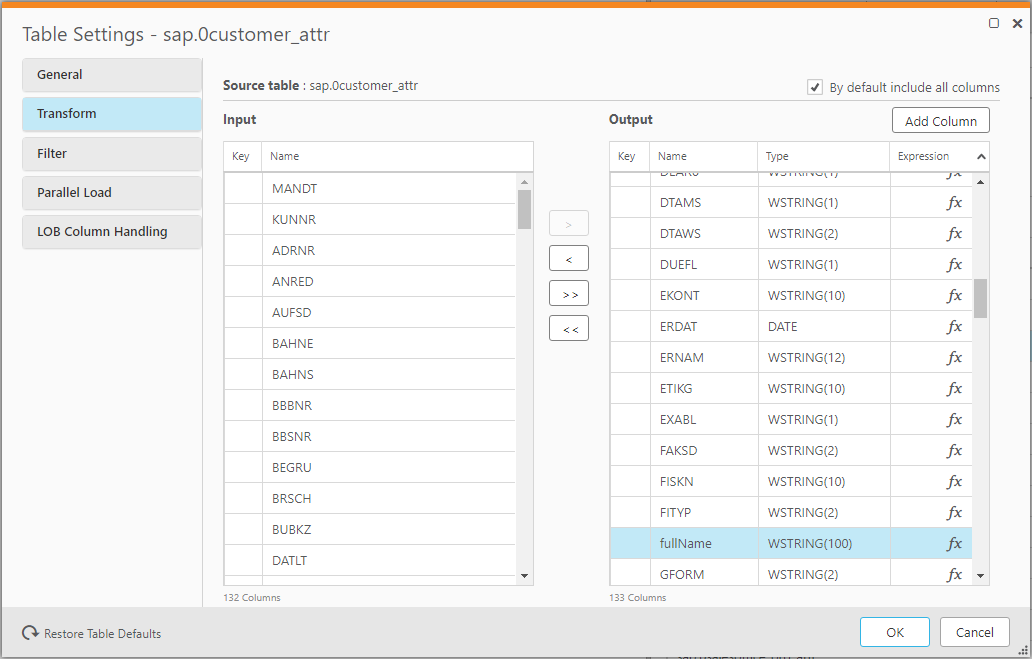 Table Settings - sap.0customer_attr
General
Transform
Filter
Parallel Load
LOB Column Handling
Source table : sap.0customer_attr
By default include all columns
Input
Output
Add Column
Key Name
MANDT
KUNNR
ADRNR
ANRED
AUFSD
BAHNE
BAHNS
BBBNR
BBSNR
BEGRU
BRSCH
BUBKZ
DATLT
132 Columns
>
<
>>
<<
Key Name Type Expression
fx
DTAMS WSTRING(1) fx
DTAWS WSTRING(2) fx
DUEFL WSTRING(1) fx
EKONT WSTRING(10) fx
ERDAT DATE fx
ERNAM WSTRING(12) fx
ETIKG WSTRING(10) fx
EXABL WSTRING(1) fx
FAKSD WSTRING(2) fx
FISKN WSTRING(10) fx
FITYP WSTRING(2) fx
fullName WSTRING(100) fx
GFORM WSTRING(2) fx
133 Columns
Restore Table Defaults
OK
Cancel